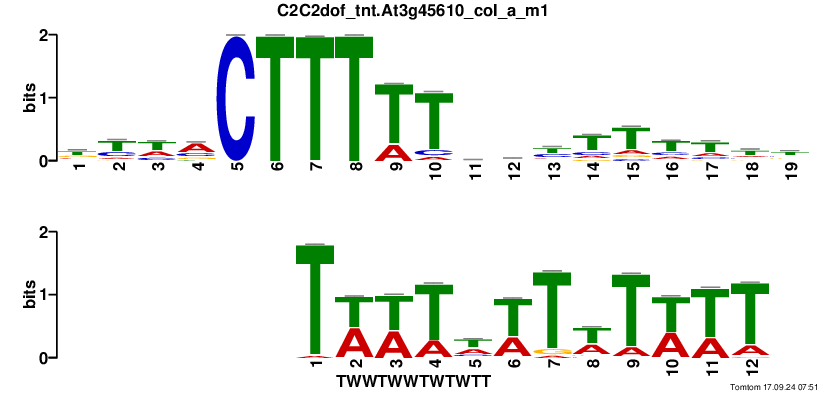 C2C2dof_tnt.At3g45610_col_a_m1
2
1
0
bits
1 2 3 4 5 6 7 8 9 10 11 12 13 14 15 16 17 18 19
CTTTTT
2
1
0
bits
1 2 3 4 5 6 7 8 9 10 11 12
TWWTWWTWTWTT
Tomtom 17.09.24 07:51